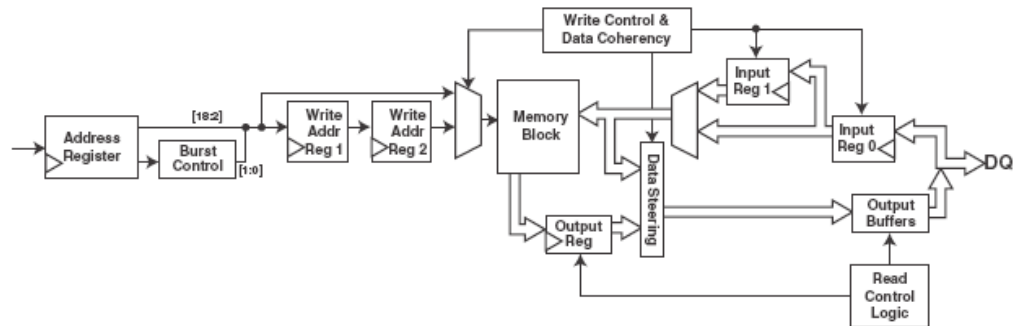 Write Control &
Data Coherency
Input
Reg 1
[18:2]
Write
Addr
Reg 1
Write
Addr
Reg 2
Memory
Block
Address
Register
Burst
Control
[1:0]
Input
Reg 0
DQ
Data Steering
Output
Reg
Output
Buffers
Read
Control
Logic